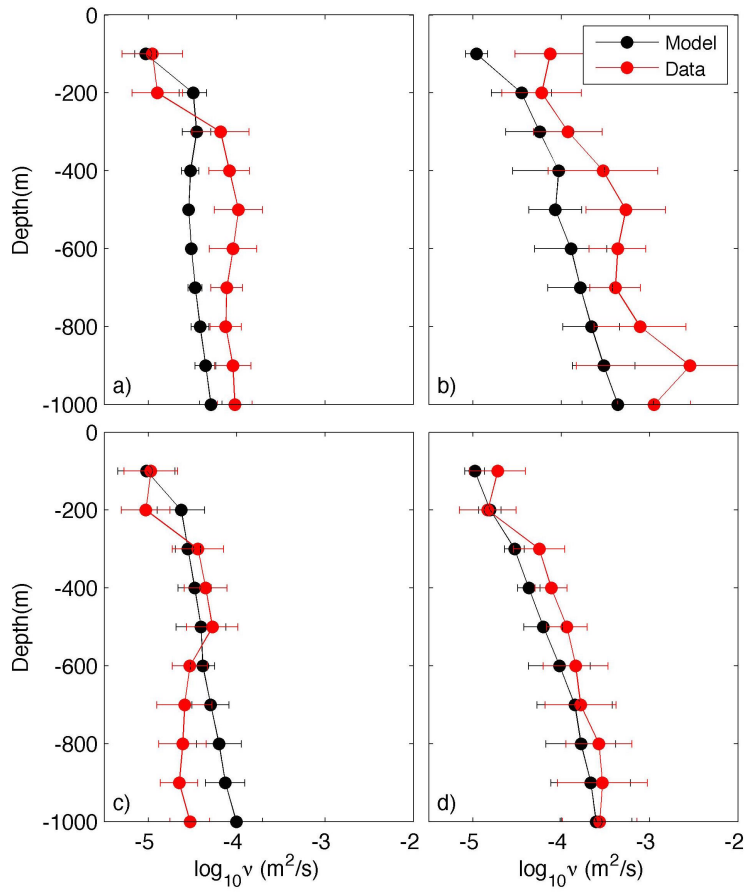 0
-200
-400
-600
-800
-1000
Depth(m)
a)
b)
Model
Data
0
-200
-400
-600
-800
-1000
Depth(m)
c)
d)
-5 -4 -3 -2
-5 -4 -3 -2
log10ν (m²/s)
log10ν (m²/s)